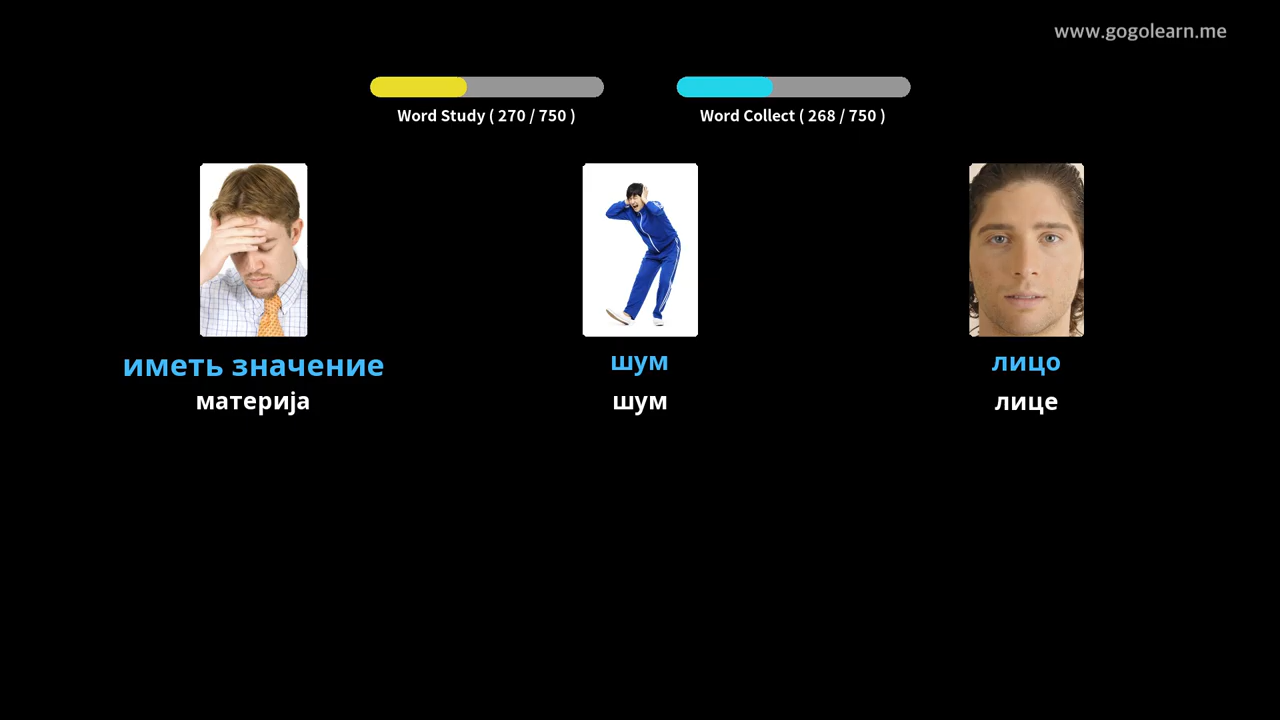 www.gogolearn.me
Word Study ( 270 / 750 )
Word Collect ( 268 / 750 )
иметь значение
материја
шум
шум
лицо
лице